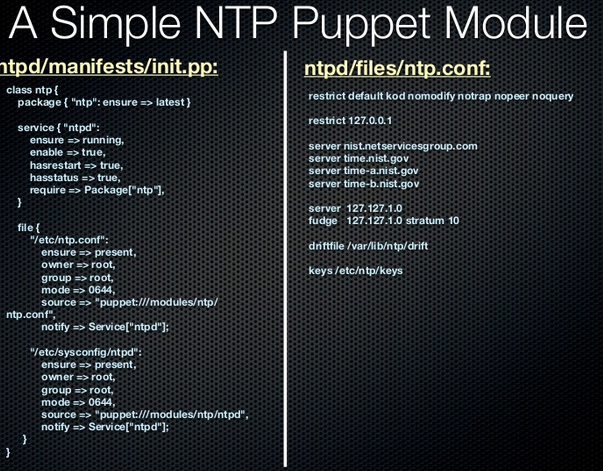 A Simple NTP Puppet Module
ntpd/manifests/init.pp:
class ntp {
package { "ntp": ensure => latest }
service { "ntpd":
ensure => running,
enable => true,
hasrestart => true,
hasstatus => true,
require => Package["ntp"],
}
file {
"/etc/ntp.conf":
ensure => present,
owner => root,
group => root,
mode => 0644,
source => "puppet:///modules/ntp/
ntp.conf",
notify => Service["ntpd"];
"/etc/sysconfig/ntpd":
ensure => present,
owner => root,
group => root,
mode => 0644,
source => "puppet:///modules/ntp/ntpd",
notify => Service["ntpd"];
}
}
ntpd/files/ntp.conf:
restrict default kod nomodify notrap nopeer noquery
restrict 127.0.0.1
server nist.netservicesgroup.com
server time.nist.gov
server time-a.nist.gov
server time-b.nist.gov
server 127.127.1.0
fudge 127.127.1.0 stratum 10
driftfile /var/lib/ntp/drift
keys /etc/ntp/keys